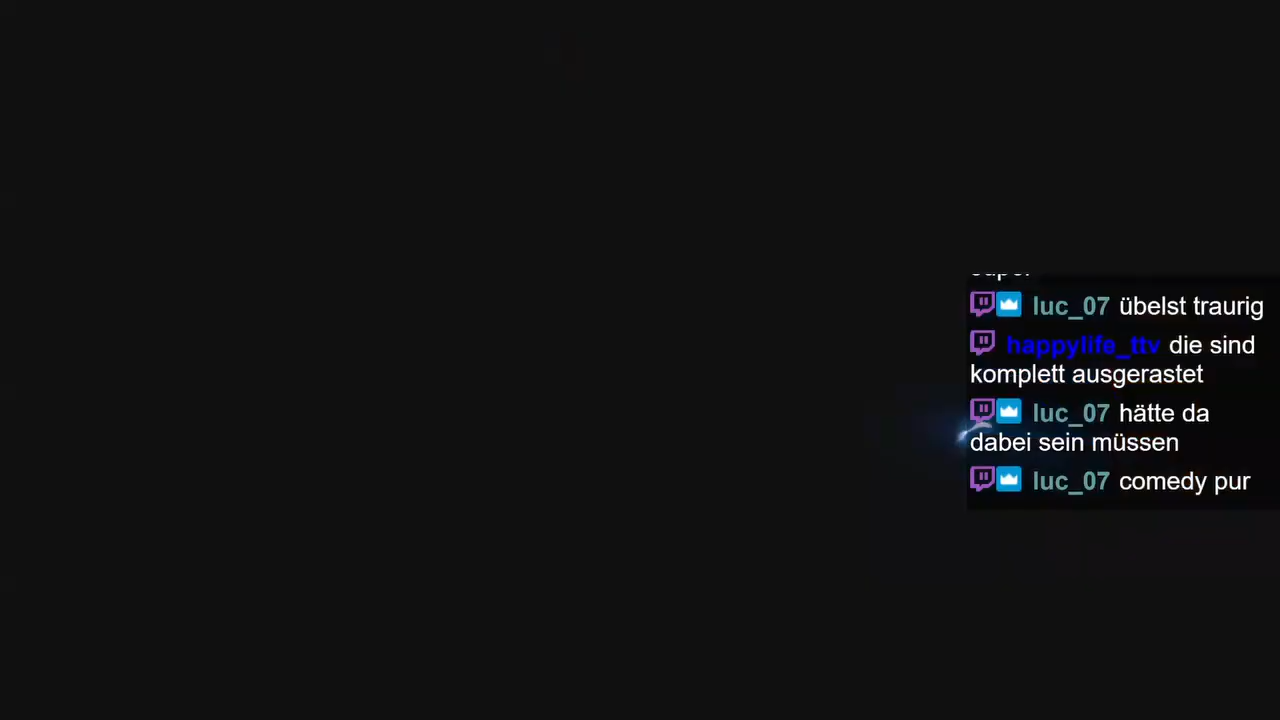 luc_07 übelst traurig
happylife_ttv die sind
komplett ausgerastet
luc_07 hätte da
dabei sein müssen
luc_07 comedy pur